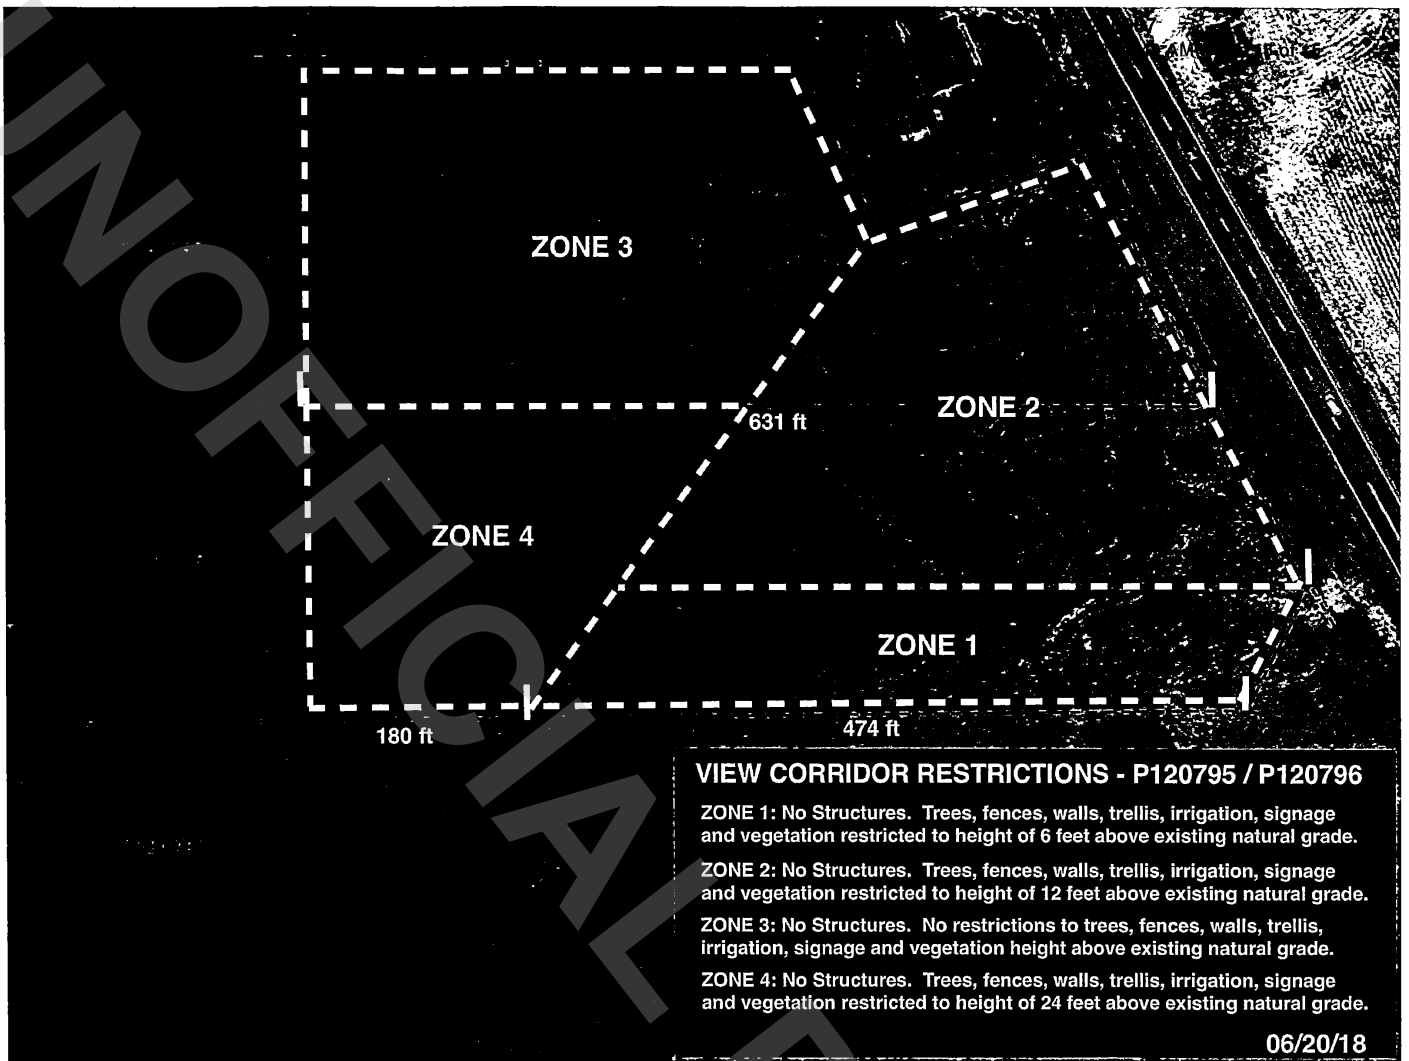 ZONE 3
ZONE 2
631 ft
ZONE 4
ZONE 1
180 ft
474 ft
VIEW CORRIDOR RESTRICTIONS - P120795 / P120796
ZONE 1: No Structures. Trees, fences, walls, trellis, irrigation, signage
and vegetation restricted to height of 6 feet above existing natural grade.
ZONE 2: No Structures. Trees, fences, walls, trellis, irrigation, signage
and vegetation restricted to height of 12 feet above existing natural grade.
ZONE 3: No Structures. No restrictions to trees, fences, walls, trellis,
irrigation, signage and vegetation height above existing natural grade.
ZONE 4: No Structures. Trees, fences, walls, trellis, irrigation, signage
and vegetation restricted to height of 24 feet above existing natural grade.
06/20/18
UNOFFICIAL